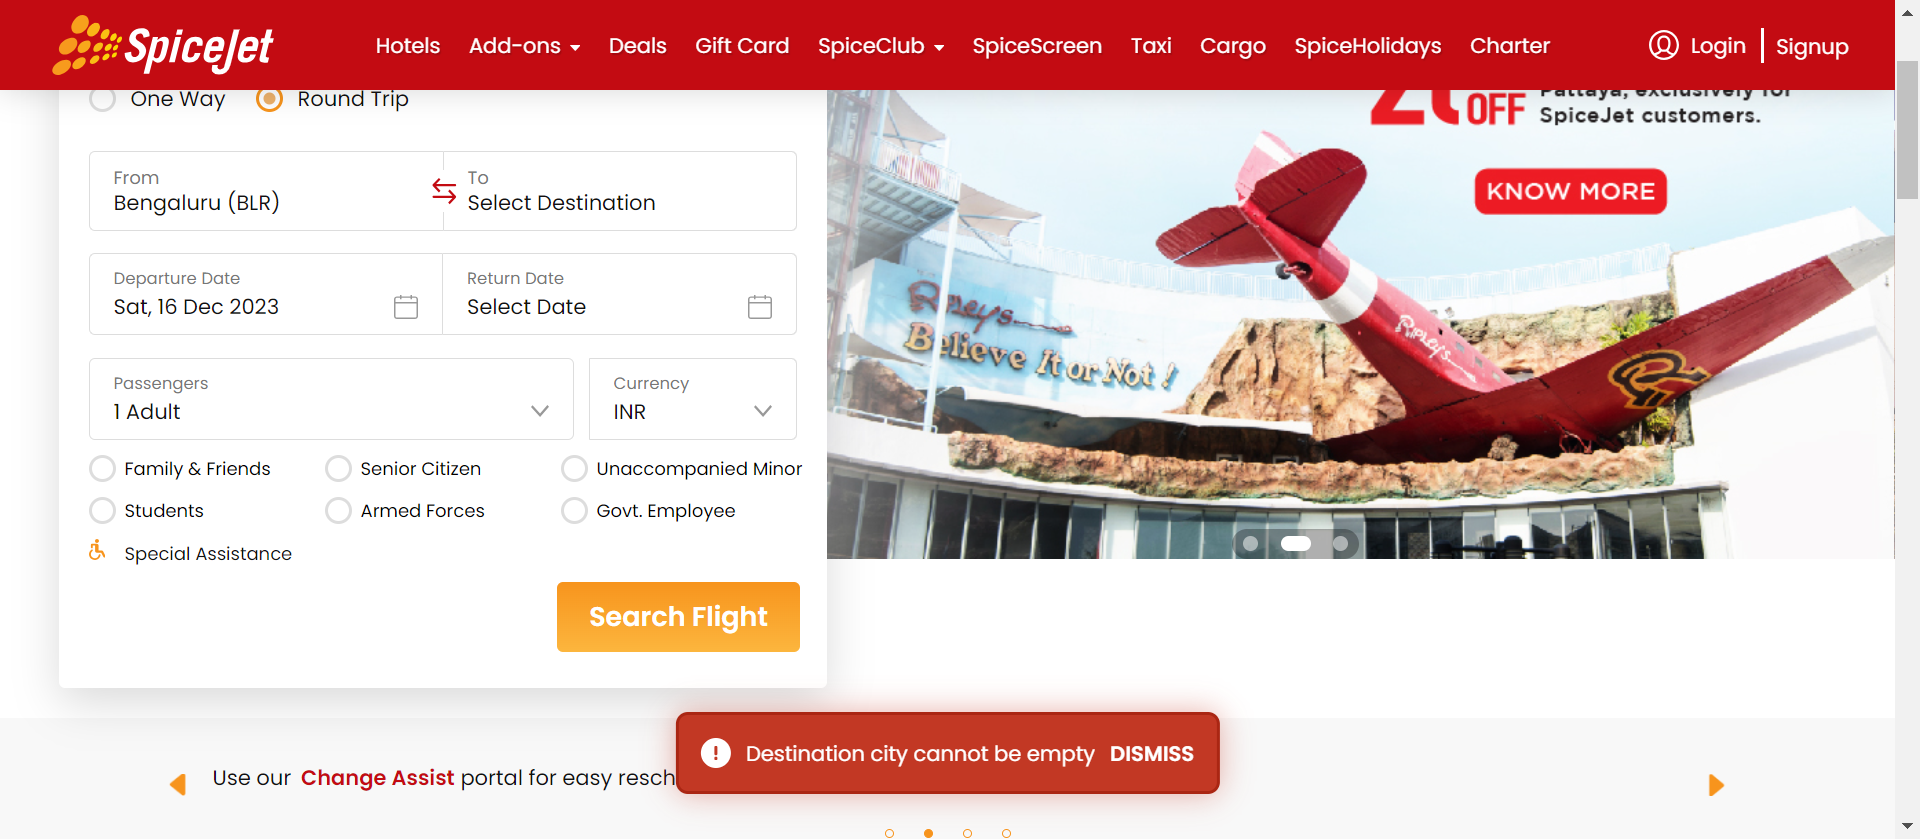 SpiceJet
Hotels Add-ons Deals Gift Card SpiceClub SpiceScreen Taxi Cargo SpiceHolidays Charter Login Signup
One Way Round Trip
From
Bengaluru (BLR)
To
Select Destination
Departure Date
Sat, 16 Dec 2023
Return Date
Select Date
Passengers
1 Adult
Currency
INR
Family & Friends Senior Citizen Unaccompanied Minor
Students Armed Forces Govt. Employee
Special Assistance
Search Flight
OFF
Pattaya, exclusively for
SpiceJet customers.
KNOW MORE
Ripley's
Believe It or Not!
Ripley's
R
Destination city cannot be empty DISMISS
Use our Change Assist portal for easy resch